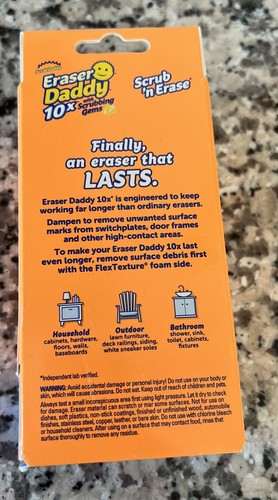 Scrub Daddy
Eraser
Daddy
10x with
Scrubbing
Gems
Scrub
'n Erase®
Finally,
an eraser that
LASTS.
Eraser Daddy 10x* is engineered to keep
working far longer than ordinary erasers.
Dampen to remove unwanted surface
marks from switchplates, door frames
and other high-contact areas.
To make your Eraser Daddy 10x last
even longer, remove surface debris first
with the FlexTexture® foam side.
Household
cabinets, hardware,
floors, walls,
baseboards
Outdoor
lawn furniture,
deck railings, siding,
white sneaker soles
Bathroom
shower, sink,
toilet, cabinets,
fixtures
*Independent lab verified.
WARNING: Avoid accidental damage or personal injury! Do not use on your body or
skin, which will cause abrasions. Do not eat. Keep out of reach of children and pets.
Always test a small inconspicuous area first using light pressure. Let it dry to check
for damage. Eraser material can scratch or mar some surfaces. Not for use on
dishes, soft plastics, non-stick coatings, finished or unfinished wood, automobile
finishes, stainless steel, copper, leather, or bare skin. Do not use with chlorine bleach
or household cleaners. After using on a surface that may contact food, rinse that
surface thoroughly to remove any residue.